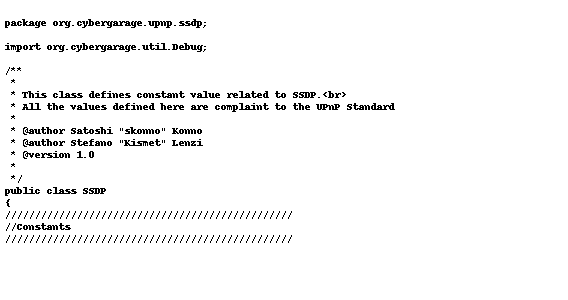 package org.cybergarage.upnp.ssdp;
import org.cybergarage.util.Debug;
/**
 *
 * This class defines constant value related to SSDP.<br>
 * All the values defined here are complaint to the UPnP Standard
 *
 * @author Satoshi "skonno" Konno
 * @author Stefano "Kismet" Lenzi
 * @version 1.0
 *
 */
public class SSDP
{
////////////////////////////////////////////////
//Constants
////////////////////////////////////////////////